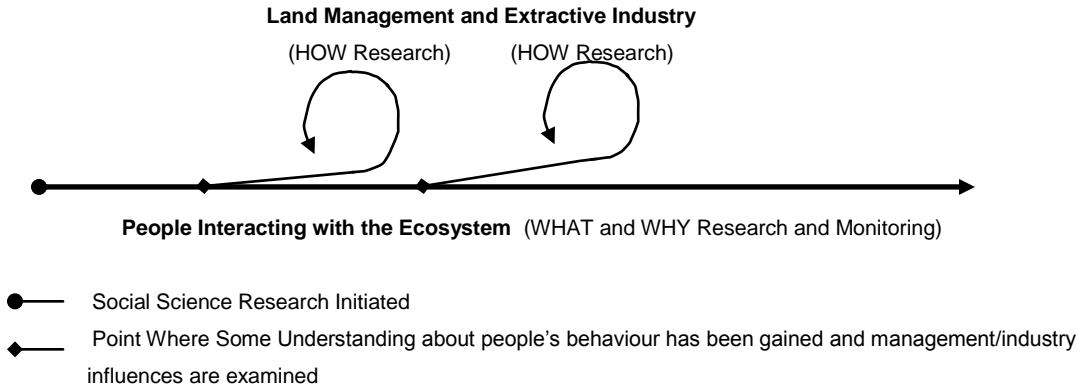 Land Management and Extractive Industry
(HOW Research) (HOW Research)
People Interacting with the Ecosystem (WHAT and WHY Research and Monitoring)
Social Science Research Initiated
Point Where Some Understanding about people's behaviour has been gained and management/industry
influences are examined